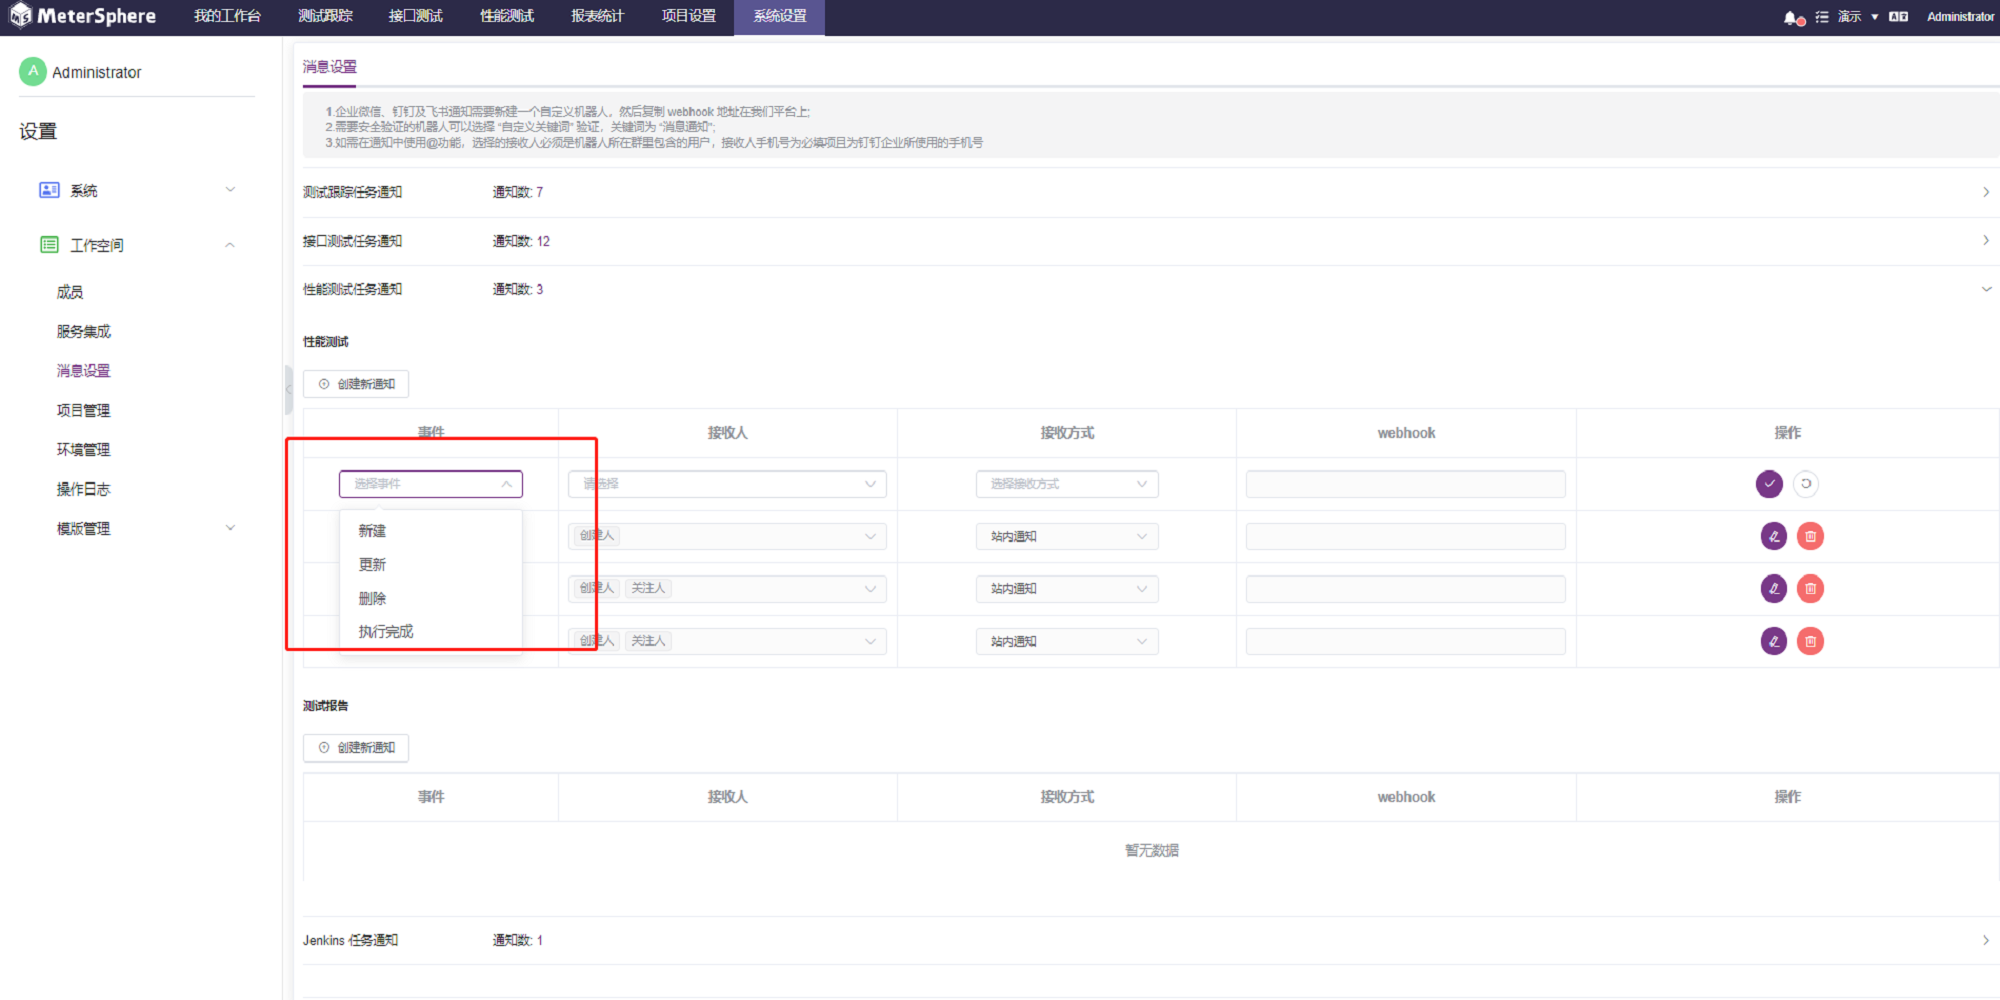 MeterSphere 我的工作台 测试跟踪 接口测试 性能测试 报表统计 项目设置 系统设置 演示 Administrator
A Administrator
设置
系统
工作空间
成员
服务集成
消息设置
项目管理
环境管理
操作日志
模版管理
消息设置
1.企业微信、钉钉及飞书通知需要新建一个自定义机器人。然后复制 webhook 地址在我们平台上;
2.需要安全验证的机器人可以选择 “自定义关键词” 验证，关键词为 “消息通知”;
3.如需在通知中使用@功能，选择的接收人必须是机器人所在群里包含的用户，接收人手机号为必填项且为钉钉企业所使用的手机号
测试跟踪任务通知 通知数: 7
接口测试任务通知 通知数: 12
性能测试任务通知 通知数: 3
性能测试
创建新通知
事件 接收人 接收方式 webhook 操作
选择事件 请选择 选择接收方式
新建
更新
删除
执行完成
创建人 站内通知
创建人 关注人 站内通知
创建人 关注人 站内通知
测试报告
创建新通知
事件 接收人 接收方式 webhook 操作
暂无数据
Jenkins 任务通知 通知数: 1